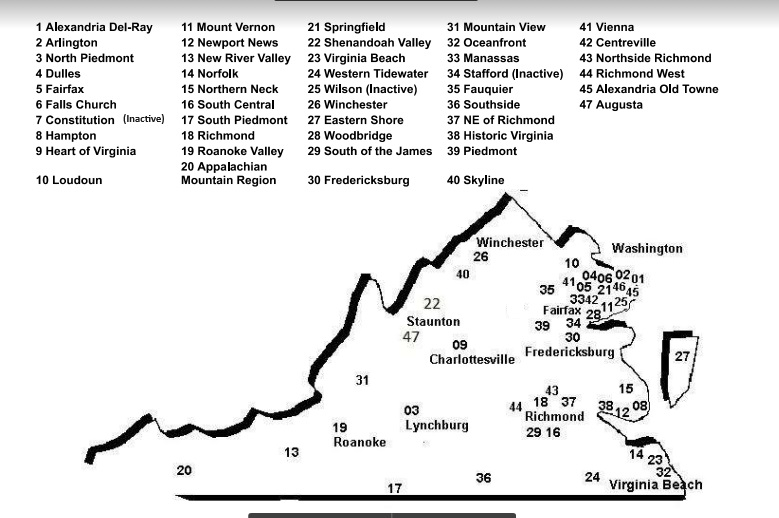 1 Alexandria Del-Ray 11 Mount Vernon 21 Springfield 31 Mountain View 41 Vienna
2 Arlington 12 Newport News 22 Shenandoah Valley 32 Oceanfront 42 Centreville
3 North Piedmont 13 New River Valley 23 Virginia Beach 33 Manassas 43 Northside Richmond
4 Dulles 14 Norfolk 24 Western Tidewater 34 Stafford (Inactive) 44 Richmond West
5 Fairfax 15 Northern Neck 25 Wilson (Inactive) 35 Fauquier 45 Alexandria Old Towne
6 Falls Church 16 South Central 26 Winchester 36 Southside 47 Augusta
7 Constitution (Inactive) 17 South Piedmont 27 Eastern Shore 37 NE of Richmond
8 Hampton 18 Richmond 28 Woodbridge 38 Historic Virginia
9 Heart of Virginia 19 Roanoke Valley 29 South of the James 39 Piedmont
20 Appalachian
10 Loudoun Mountain Region 30 Fredericksburg 40 Skyline
Winchester Washington
26 10
40 04 06 02 01
35 41 05 21 46 45
22 33 42 11 25
Fairfax 28
Staunton 39 34
47 09 30
Charlottesville Fredericksburg
27
31 43 15
03 44 18 37 38 12 08
19 Lynchburg Richmond
Roanoke 29 16
13 14 23
20 17 36 24 32
Virginia Beach